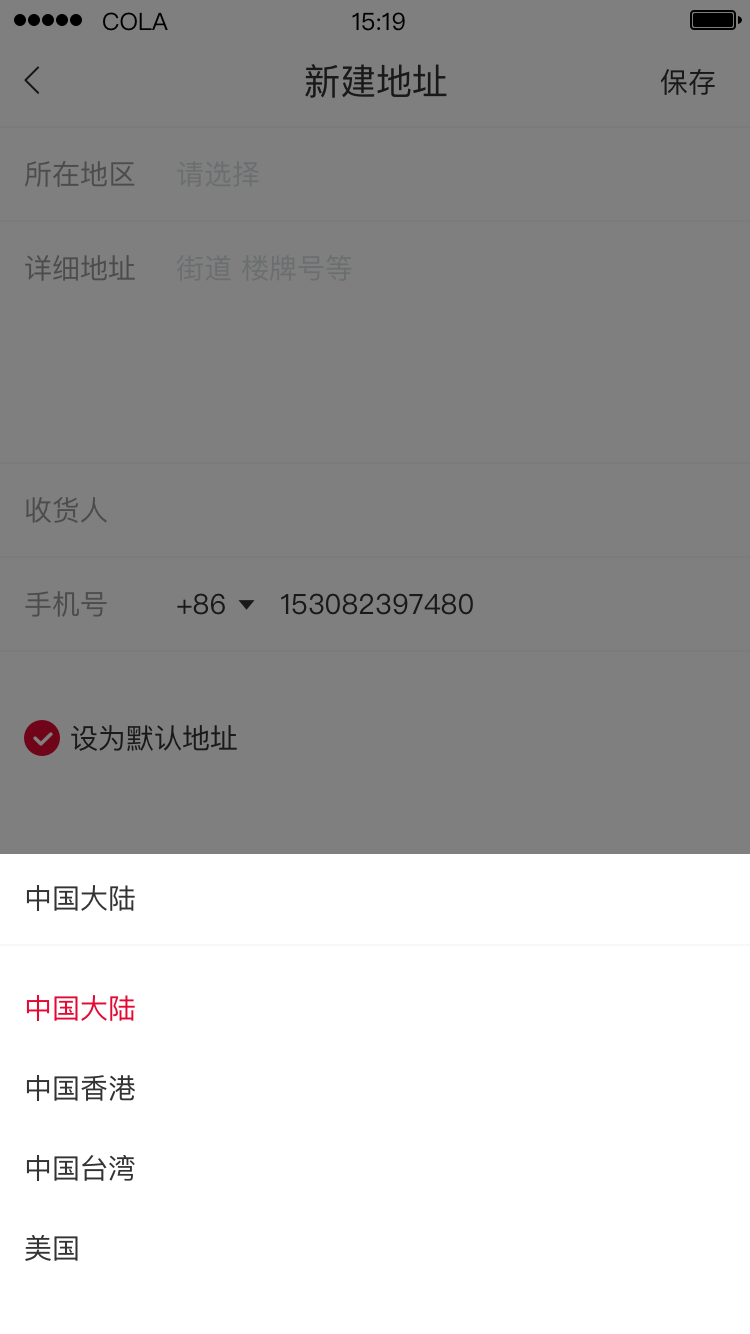 COLA 15:19
新建地址 保存
所在地区 请选择
详细地址 街道 楼牌号等
收货人
手机号 +86 153082397480
设为默认地址
中国大陆
中国大陆
中国香港
中国台湾
美国